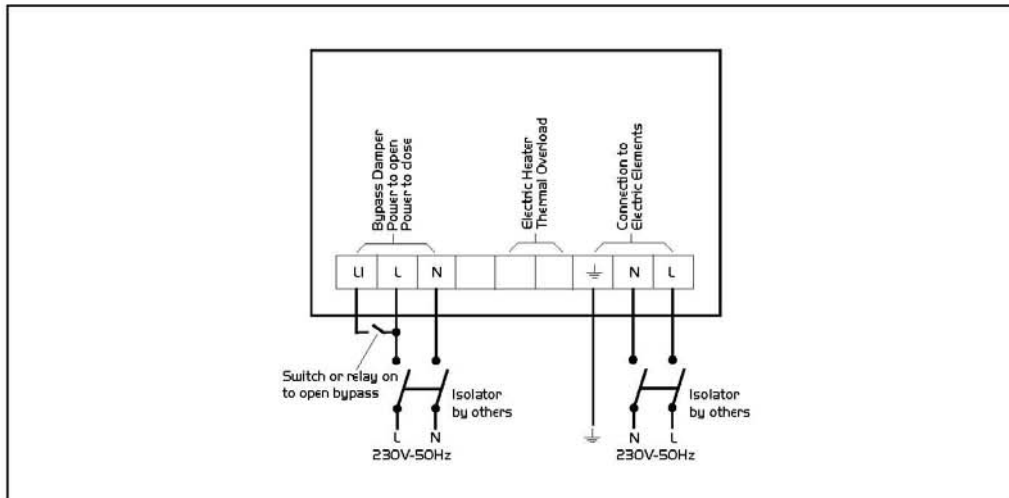 Bypass Damper
Power to open
Power to close
Electric Heater
Thermal Overload
Connection to
Electric Elements
L1 L N N L
Switch or relay on
to open bypass
Isolator
by others
L N
230V-50Hz
Isolator
by others
N L
230V-50Hz